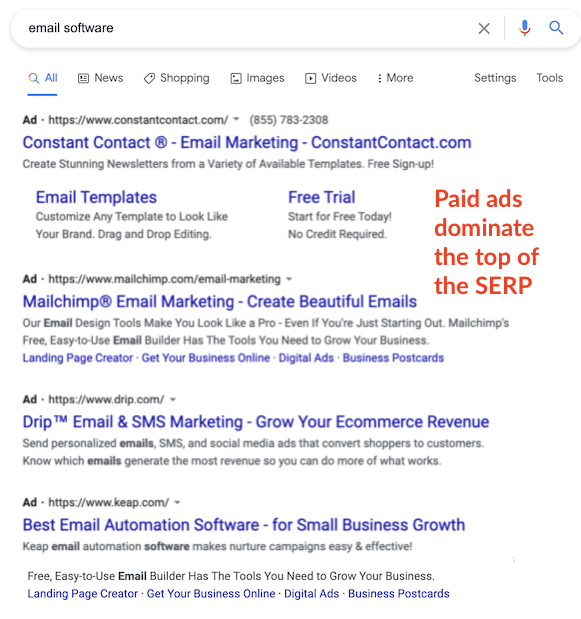 email software
All News Shopping Images Videos More Settings Tools
Ad · https://www.constantcontact.com/ (855) 783-2308
Constant Contact ® - Email Marketing - ConstantContact.com
Create Stunning Newsletters from a Variety of Available Templates. Free Sign-up!
Email Templates
Customize Any Template to Look Like
Your Brand. Drag and Drop Editing.
Free Trial
Start for Free Today!
No Credit Required.
Paid ads
dominate
the top of
the SERP
Ad · https://www.mailchimp.com/email-marketing
Mailchimp® Email Marketing - Create Beautiful Emails
Our Email Design Tools Make You Look Like a Pro - Even If You're Just Starting Out. Mailchimp's
Free, Easy-to-Use Email Builder Has The Tools You Need to Grow Your Business.
Landing Page Creator · Get Your Business Online · Digital Ads · Business Postcards
Ad · https://www.drip.com/
Drip™ Email & SMS Marketing - Grow Your Ecommerce Revenue
Send personalized emails, SMS, and social media ads that convert shoppers to customers.
Know which emails generate the most revenue so you can do more of what works.
Ad · https://www.keap.com/
Best Email Automation Software - for Small Business Growth
Keap email automation software makes nurture campaigns easy & effective!
Free, Easy-to-Use Email Builder Has The Tools You Need to Grow Your Business.
Landing Page Creator · Get Your Business Online · Digital Ads · Business Postcards